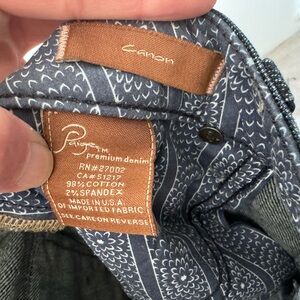 Canon
Paige™
premium denim
RN#27002
CA#51217
98% COTTON
2% SPANDEX
MADE IN U.S.A.
OF IMPORTED FABRIC
SEE CARE ON REVERSE